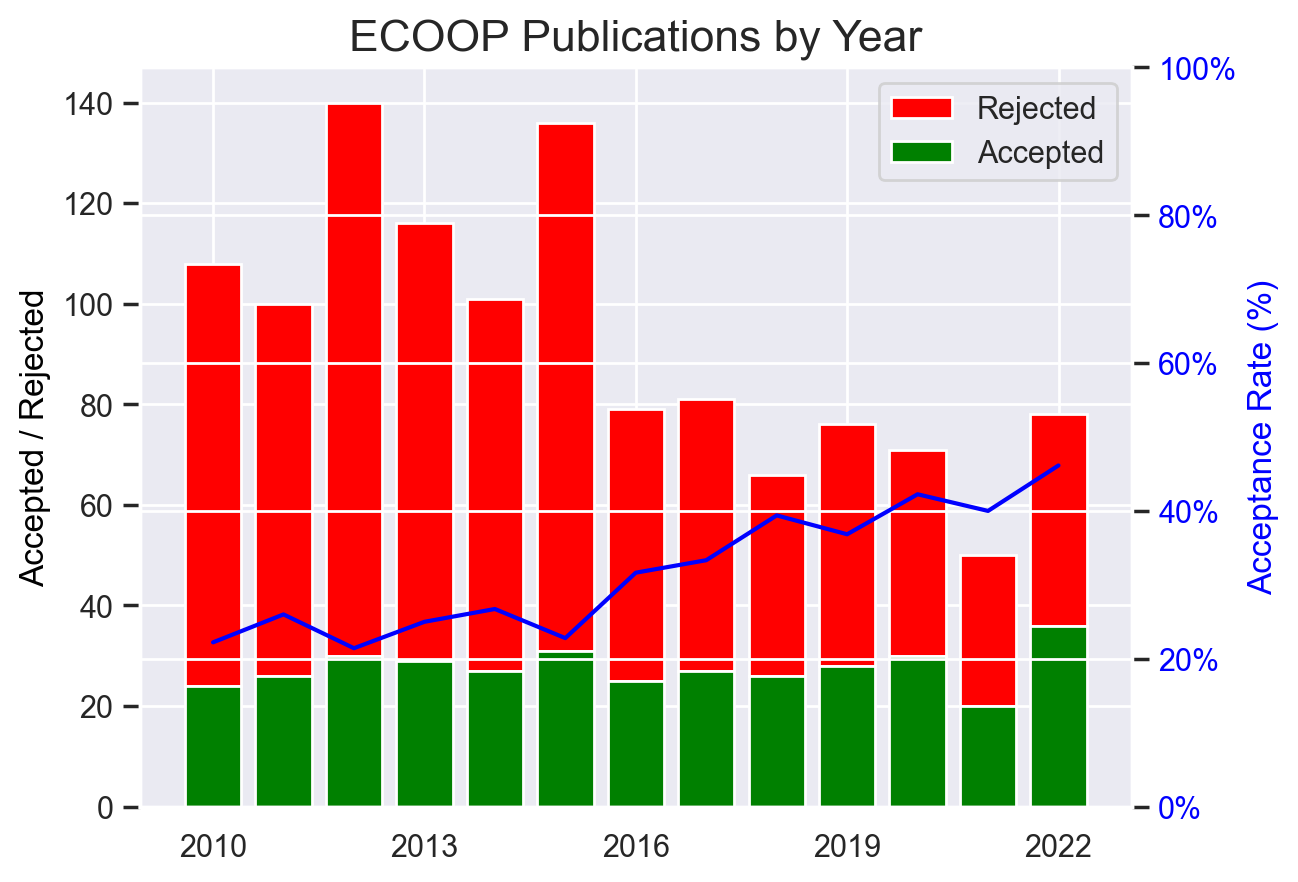 ECOOP Publications by Year
140
120
100
80
60
40
20
0
Accepted / Rejected
2010 2013 2016 2019 2022
100%
80%
60%
40%
20%
0%
Acceptance Rate (%)
Rejected
Accepted